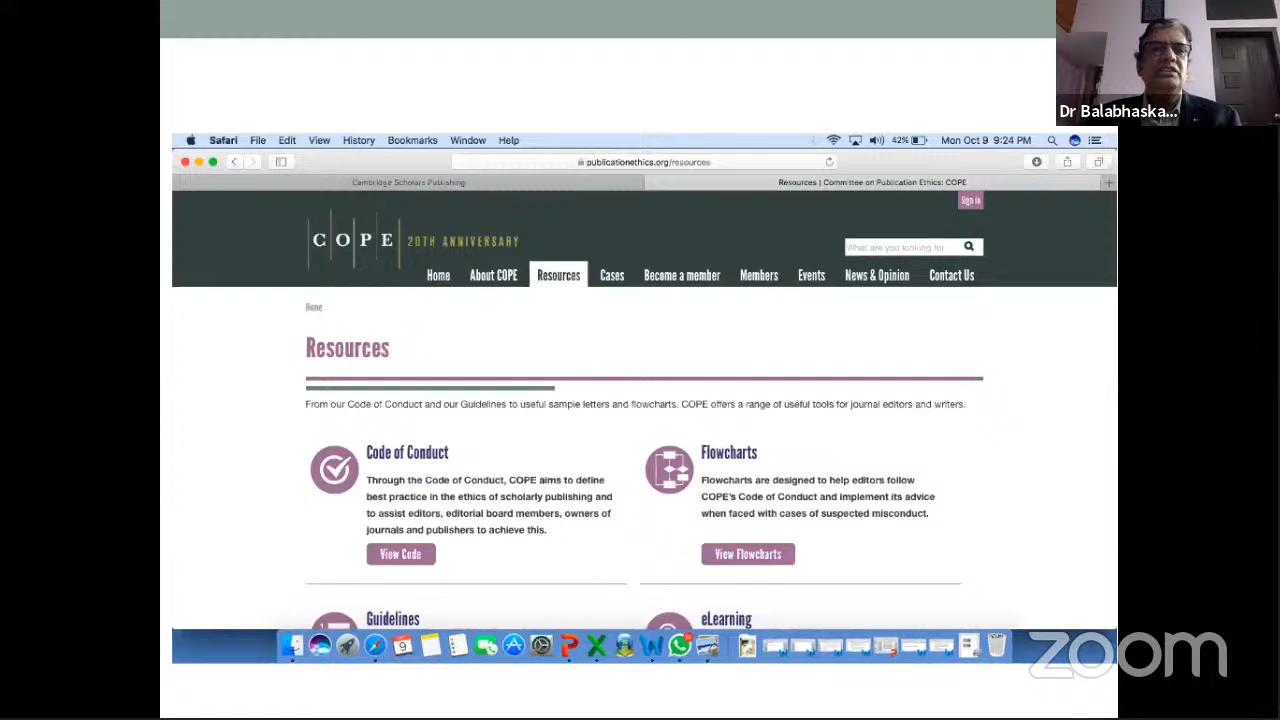 Dr Balabhaska...
Safari File Edit View History Bookmarks Window Help
42% Mon Oct 9 9:24 PM
publicationethics.org/resources
Cambridge Scholars Publishing
Resources | Committee on Publication Ethics: COPE
Sign in
COPE 20TH ANNIVERSARY
What are you looking for
Home About COPE Resources Cases Become a member Members Events News & Opinion Contact Us
Home
Resources
From our Code of Conduct and our Guidelines to useful sample letters and flowcharts. COPE offers a range of useful tools for journal editors and writers.
Code of Conduct
Through the Code of Conduct, COPE aims to define
best practice in the ethics of scholarly publishing and
to assist editors, editorial board members, owners of
journals and publishers to achieve this.
View Code
Flowcharts
Flowcharts are designed to help editors follow
COPE's Code of Conduct and implement its advice
when faced with cases of suspected misconduct.
View Flowcharts
Guidelines
eLearning
9
zoom